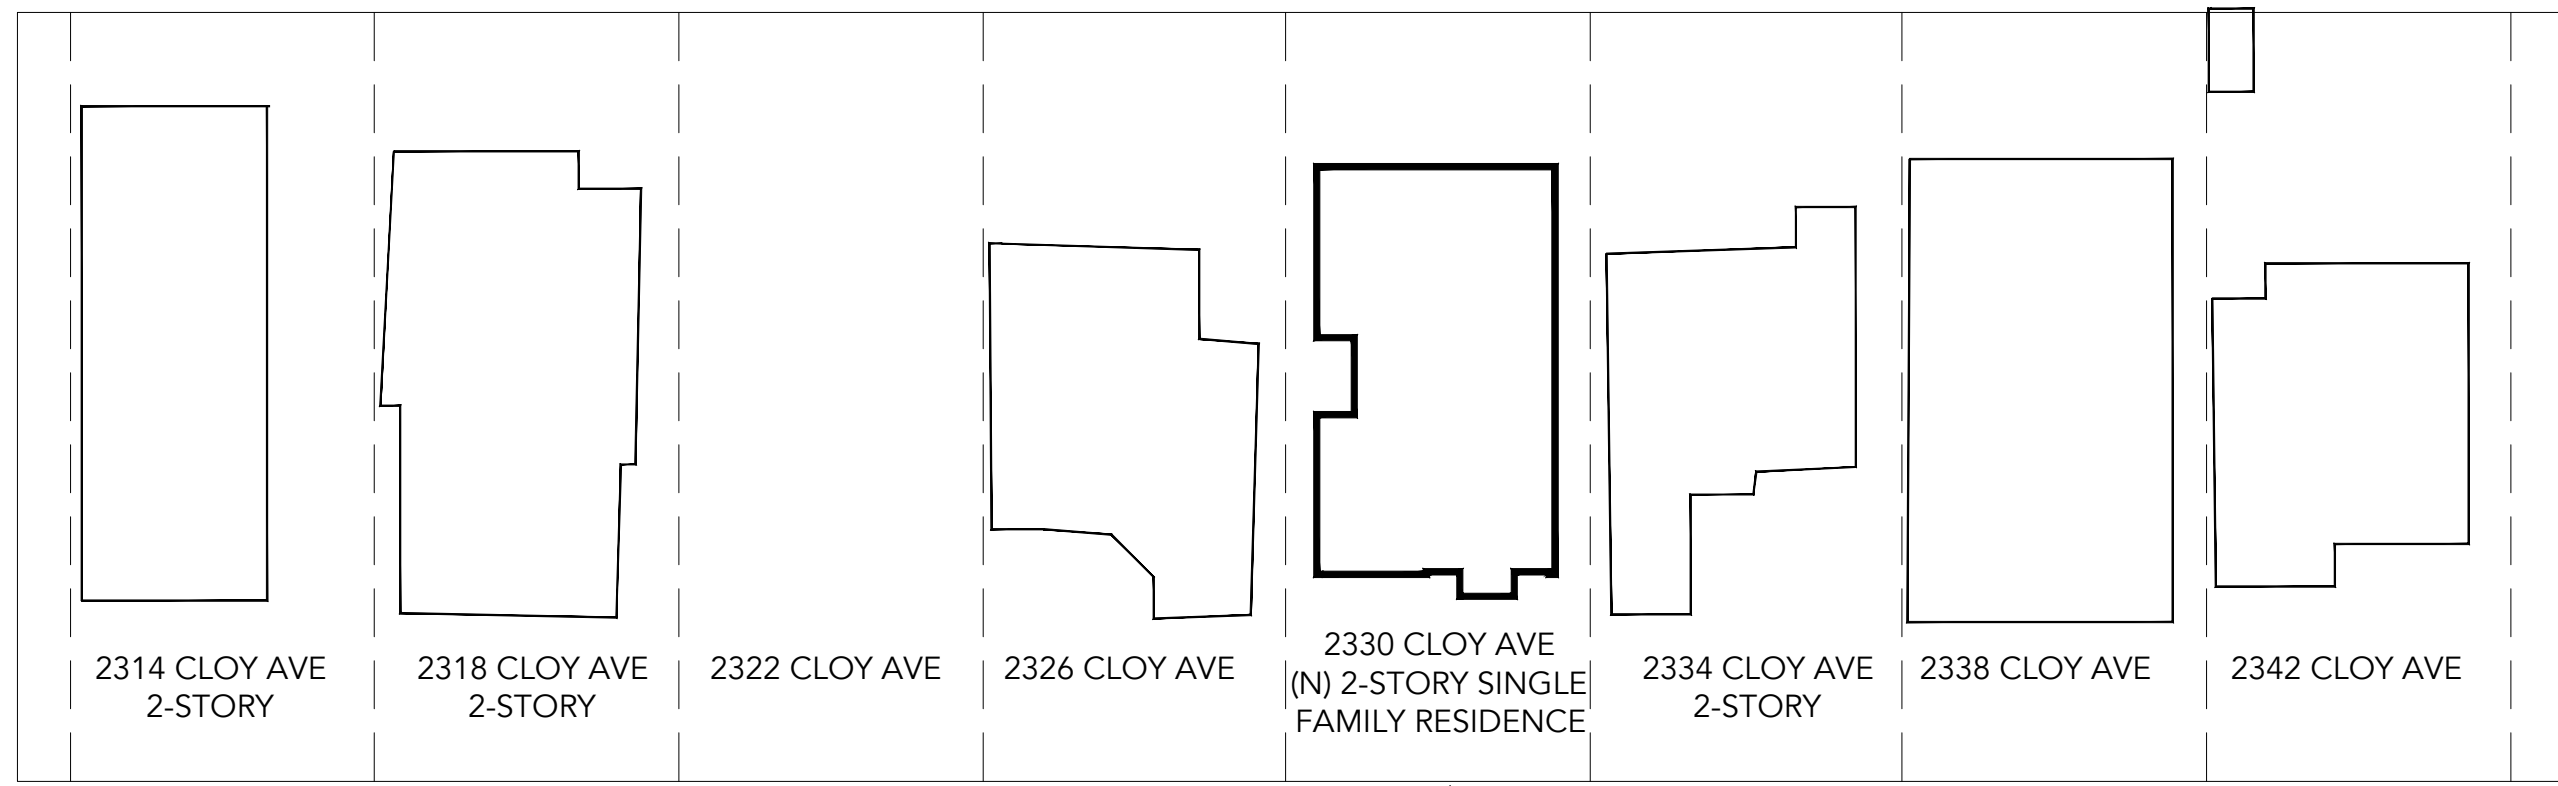 2314 CLOY AVE
2-STORY
2318 CLOY AVE
2-STORY
2322 CLOY AVE
2326 CLOY AVE
2330 CLOY AVE
(N) 2-STORY SINGLE
FAMILY RESIDENCE
2334 CLOY AVE
2-STORY
2338 CLOY AVE
2342 CLOY AVE